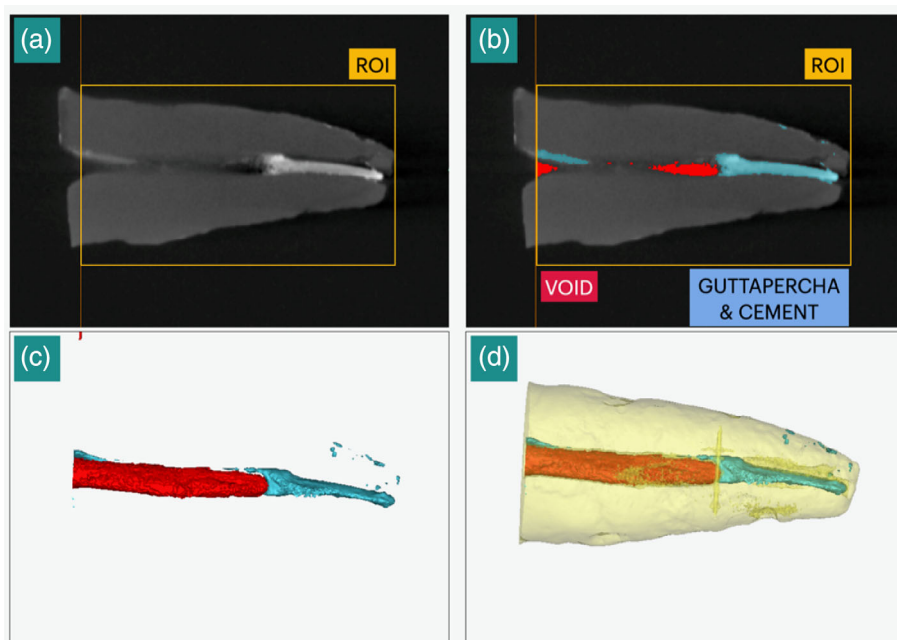 (a)
ROI
(b)
ROI
VOID
GUTTAPERCHA
& CEMENT
(c)
(d)